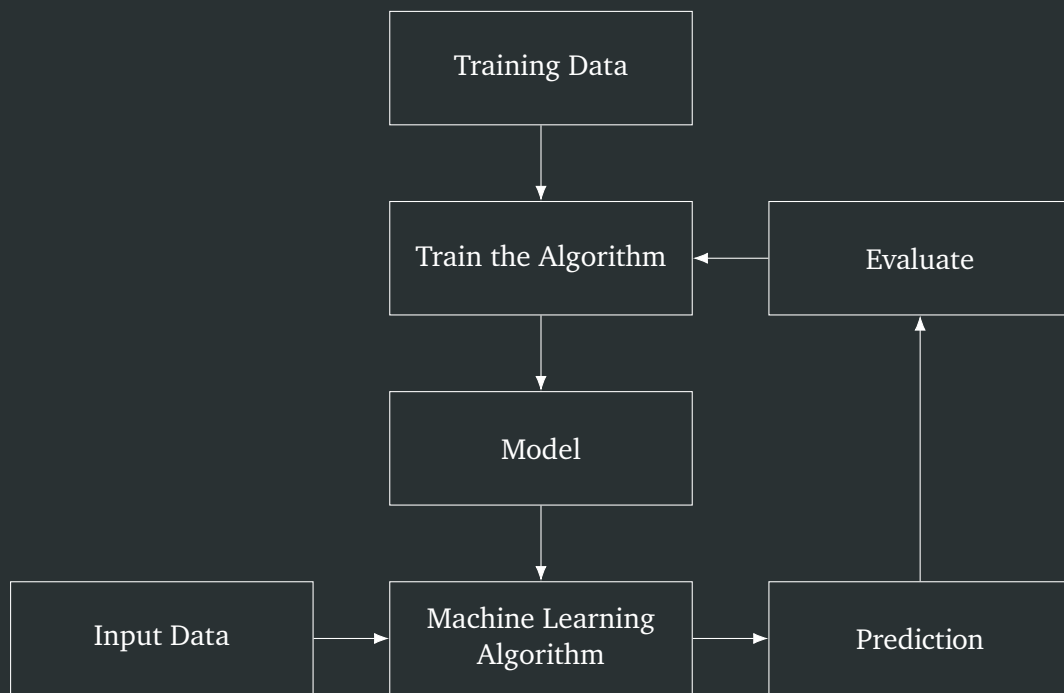 Training Data
Train the Algorithm
Evaluate
Model
Input Data
Machine Learning
Algorithm
Prediction